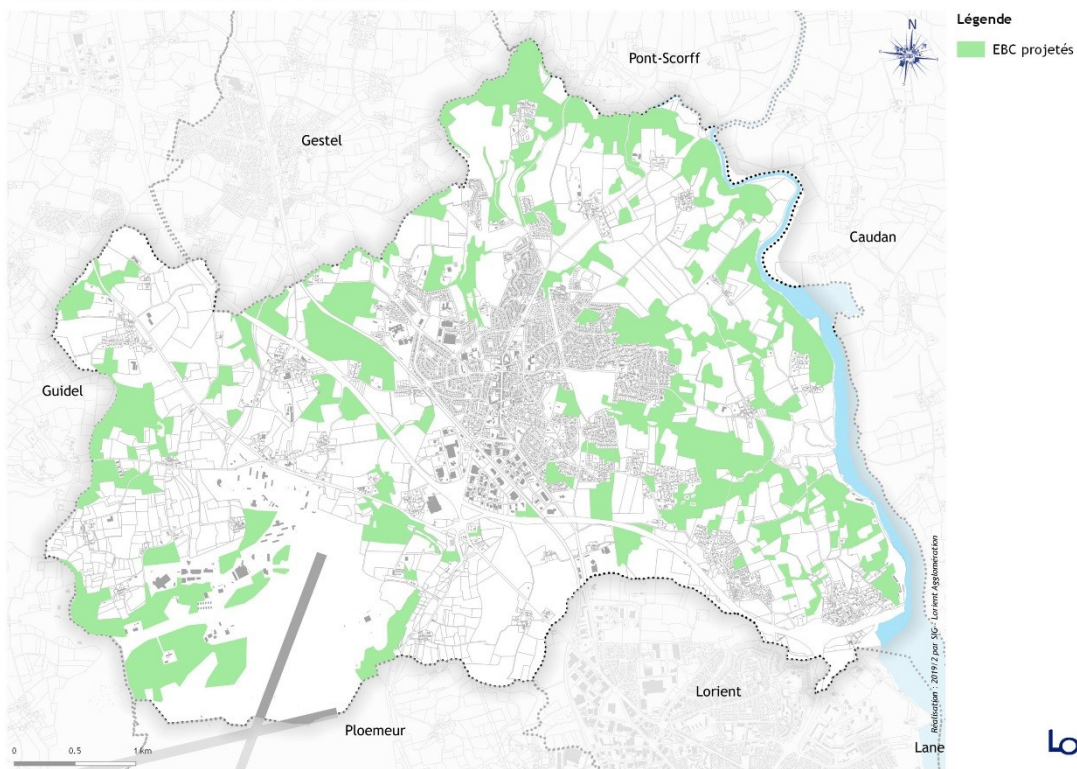 Légende
EBC projetés
N
Pont-Scorff
Gestel
Caudan
Guidel
Lorient
Ploemeur
Lane
0 0.5 1 km
Réalisation : 2019/2 par SIG - Lorient Agglomération
Lo